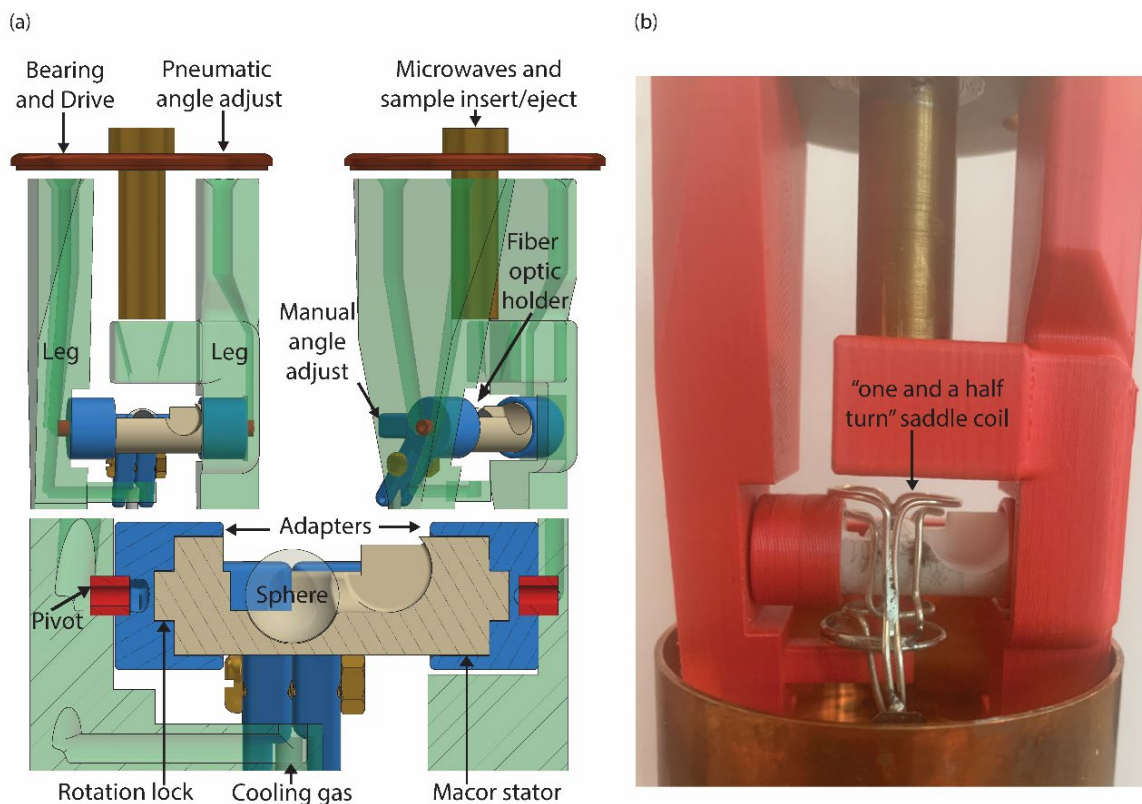 (a)
(b)
Bearing
and Drive
Pneumatic
angle adjust
Microwaves and
sample insert/eject
Fiber
optic
holder
Manual
angle
adjust
Leg
Leg
"one and a half
turn" saddle coil
Adapters
Sphere
Pivot
Rotation lock
Cooling gas
Macor stator